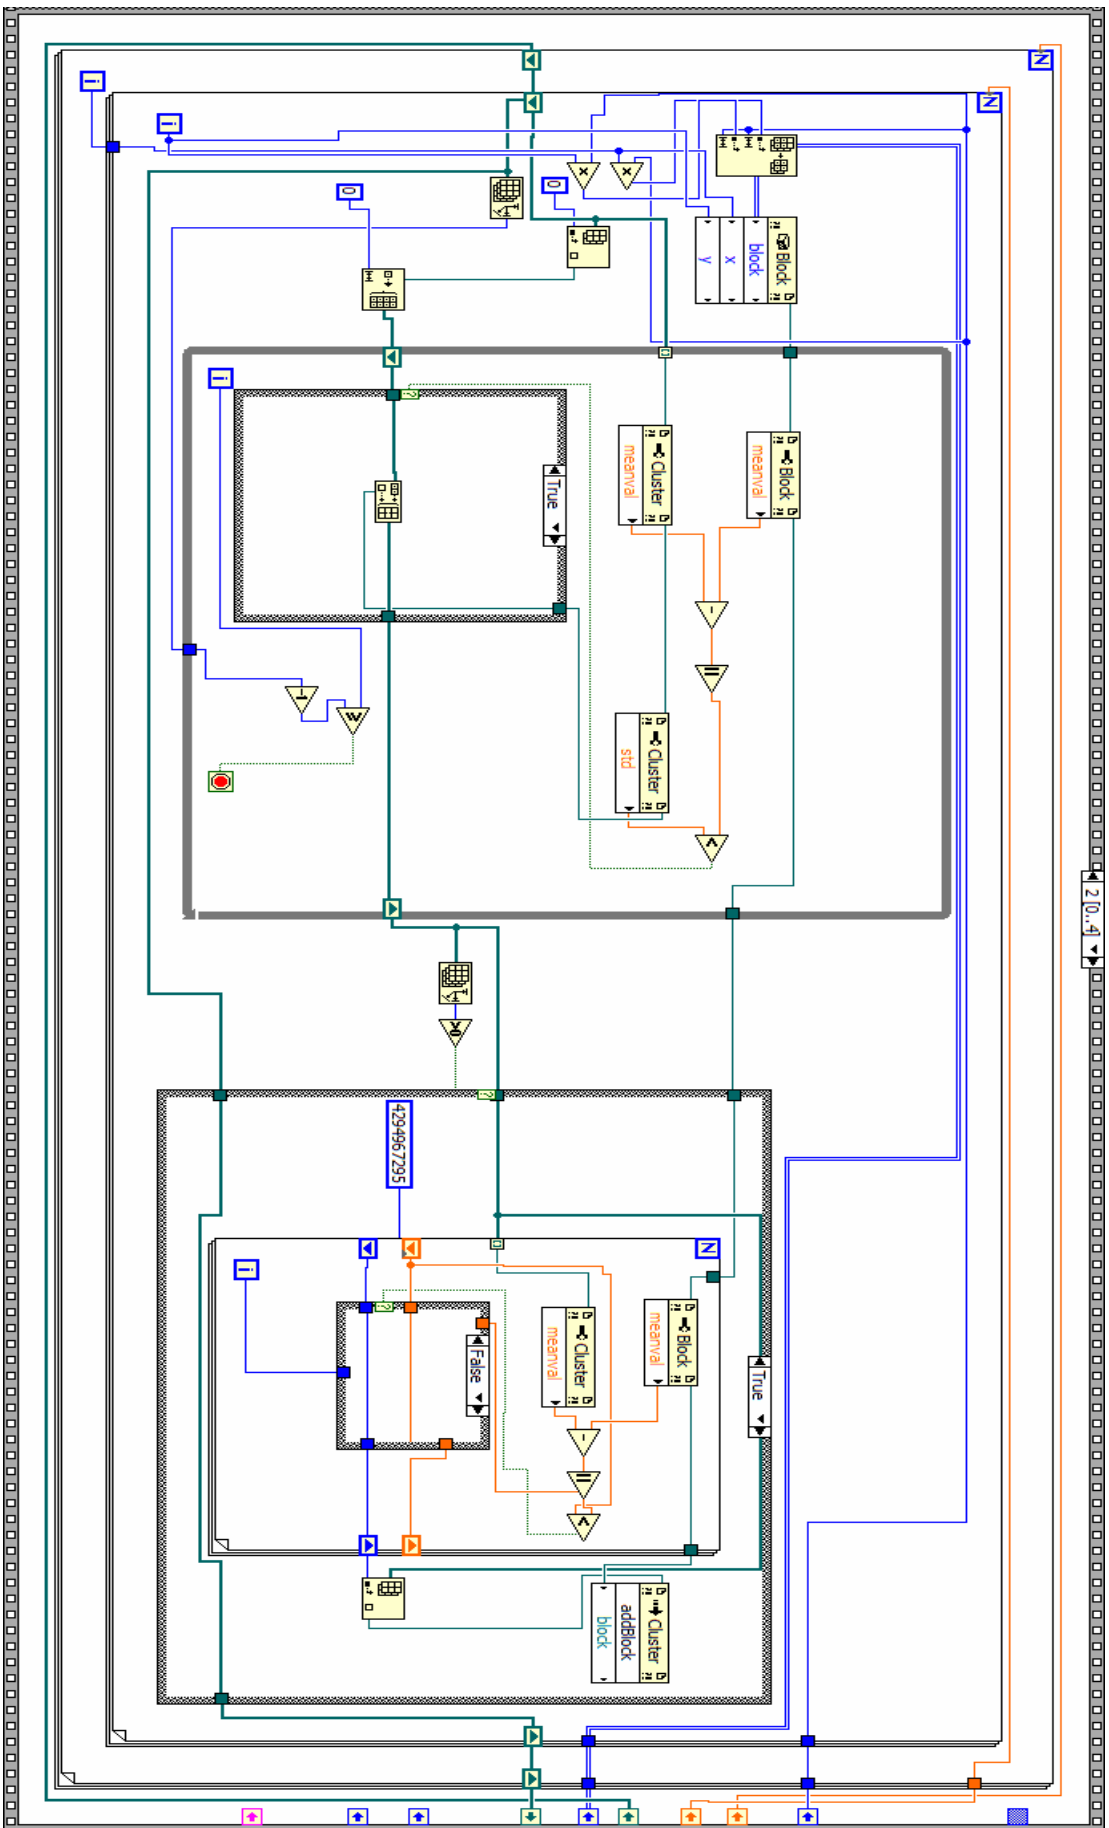 2 [0..4]
N
N
Block
block
x
y
Block
meanval
Cluster
meanval
Cluster
std
True
True
N
Block
meanval
Cluster
meanval
False
Cluster
addBlock
block
4294967295
0
0
i
i
i
i